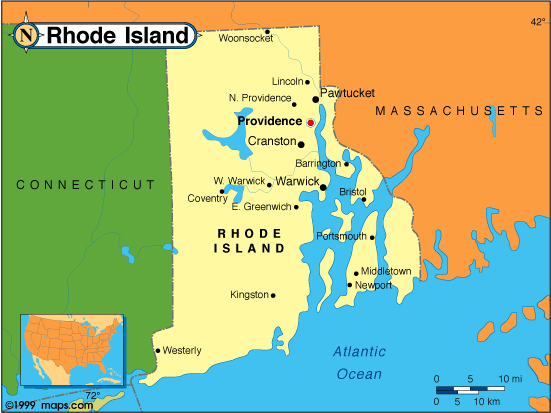 N
Rhode Island
42°
Woonsocket
Lincoln
Pawtucket
N. Providence
MASSACHUSETTS
Providence
Cranston
Barrington
CONNECTICUT
W. Warwick
Warwick
Coventry
Bristol
E. Greenwich
RHODE
ISLAND
Portsmouth
Middletown
Newport
Kingston
Westerly
Atlantic
Ocean
72°
0 5 10 mi
0 5 10 km
©1999 maps.com